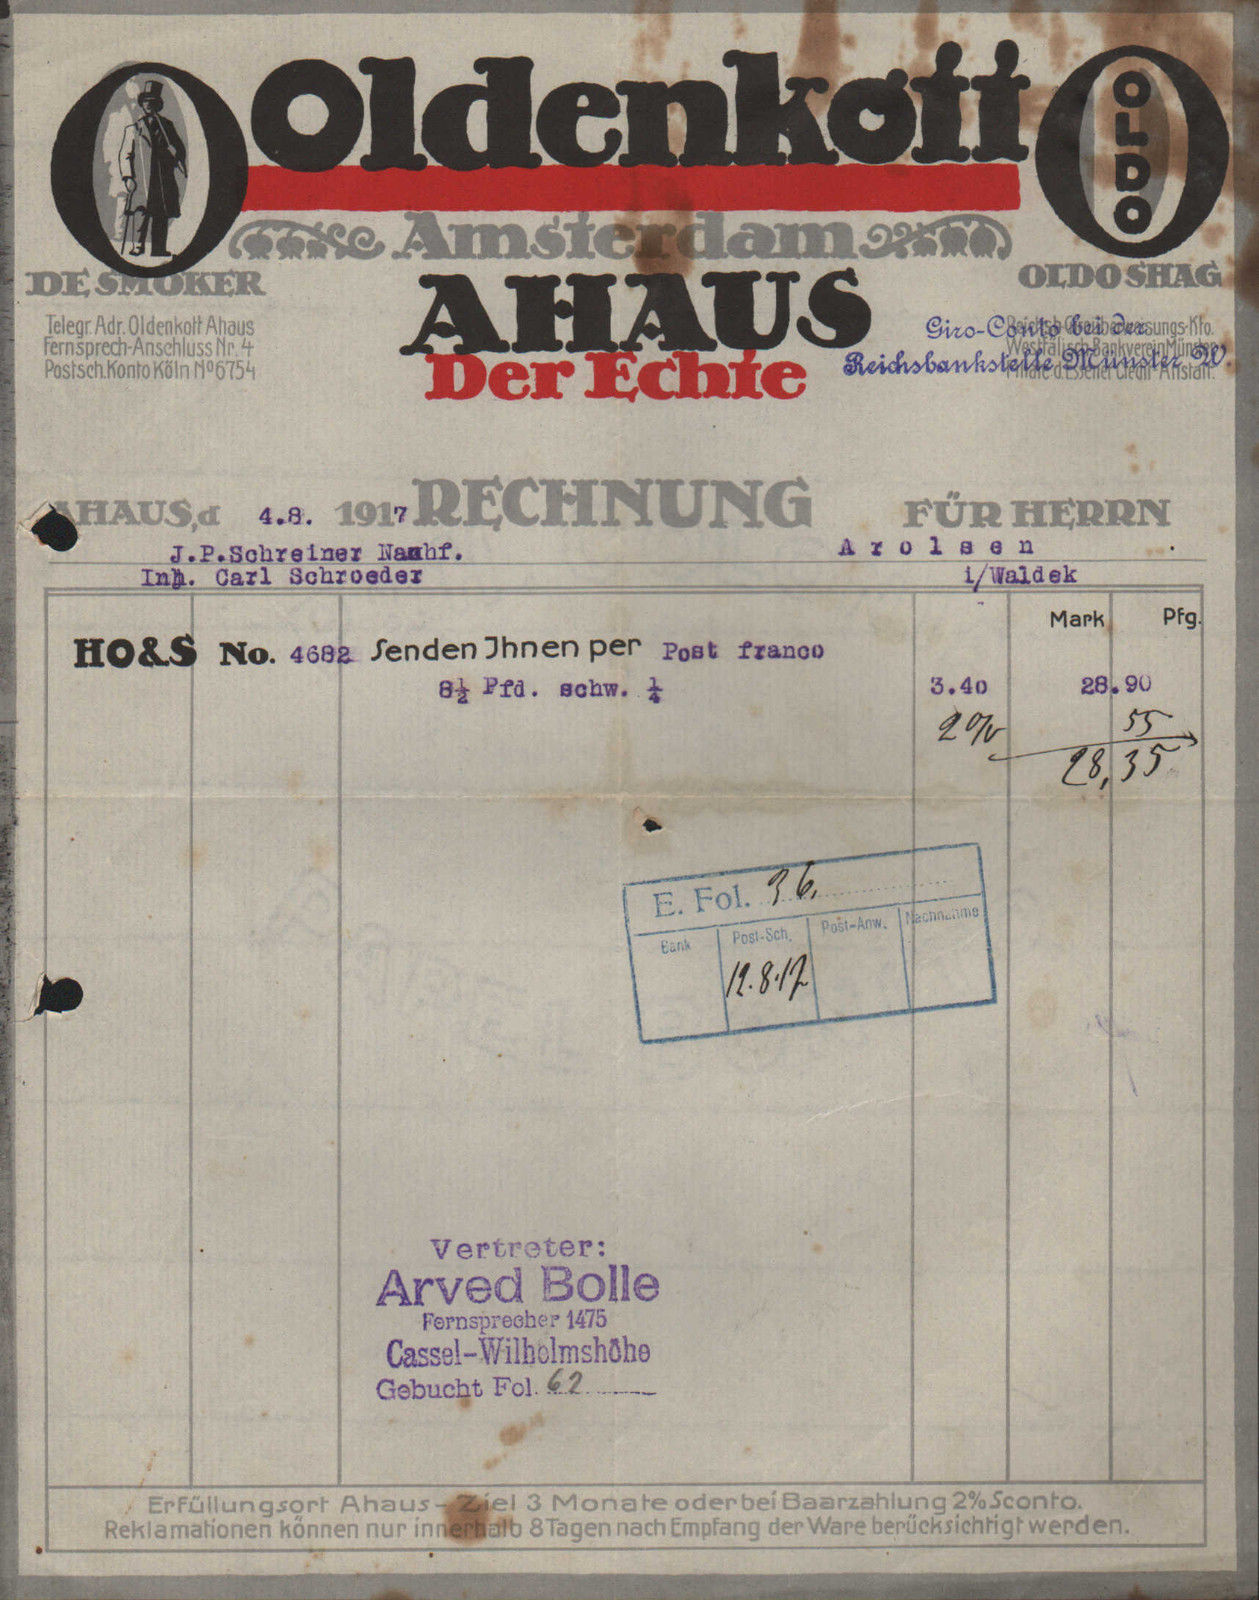 Oldenkott
OLDO
Amsterdam
DE SMOKER
OLDO SHAG
AHAUS
Der Echte
Telegr. Adr. Oldenkott Ahaus
Fernsprech-Anschluss Nr. 4
Postsch. Konto Köln No 6754
Giro-Conto bei der
Reichsbankstelle Münster W.
AHAUS, d 4.8. 1917 RECHNUNG FÜR HERRN
J.P.Schreiner Nachf. Arolsen
Inh. Carl Schroeder i/Waldek
Mark Pfg.
HO&S No. 4682 Senden Ihnen per Post franco
8½ Pfd. schw. ¼ 3.40 28.90
2% 55
28,35
E. Fol. 36.
Bank Post-Sch. Post-Anw. Nachnahme
12.8.17
Vertreter:
Arved Bolle
Fernsprecher 1475
Cassel-Wilhelmshöhe
Gebucht Fol. 62
Erfüllungsort Ahaus - Ziel 3 Monate oder bei Baarzahlung 2% Sconto.
Reklamationen können nur innerhalb 8 Tagen nach Empfang der Ware berücksichtigt werden.